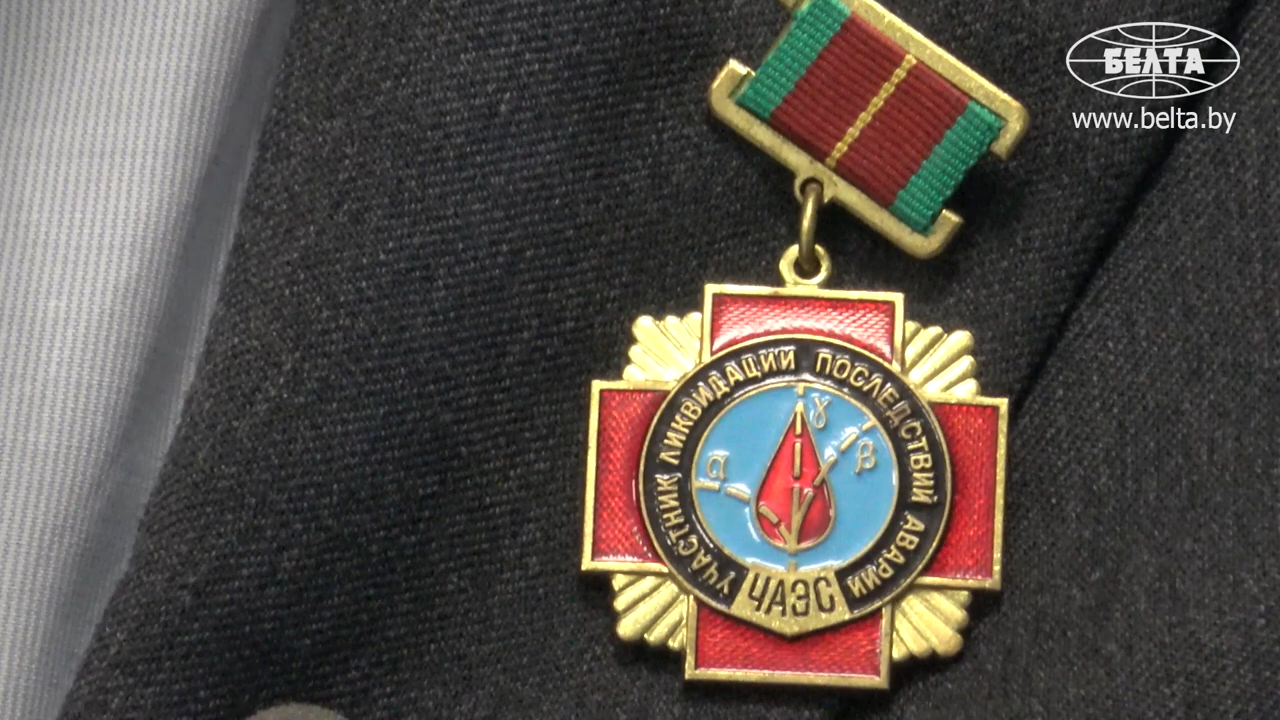 БЕЛТА
www.belta.by
УЧАСТНИК ЛИКВИДАЦИИ ПОСЛЕДСТВИЙ АВАРИИ
ЧАЭС
α
γ
β